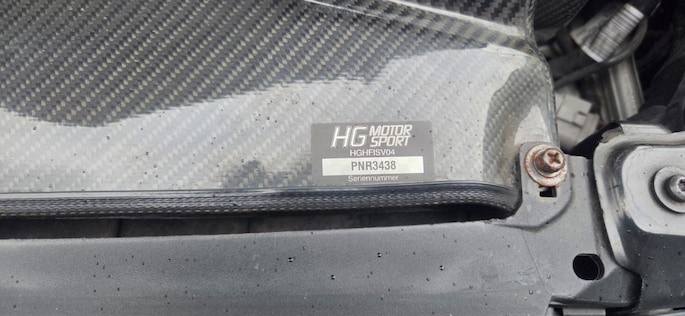 HG MOTOR SPORT
HGHFISV04
PNR3438
Seriennummer